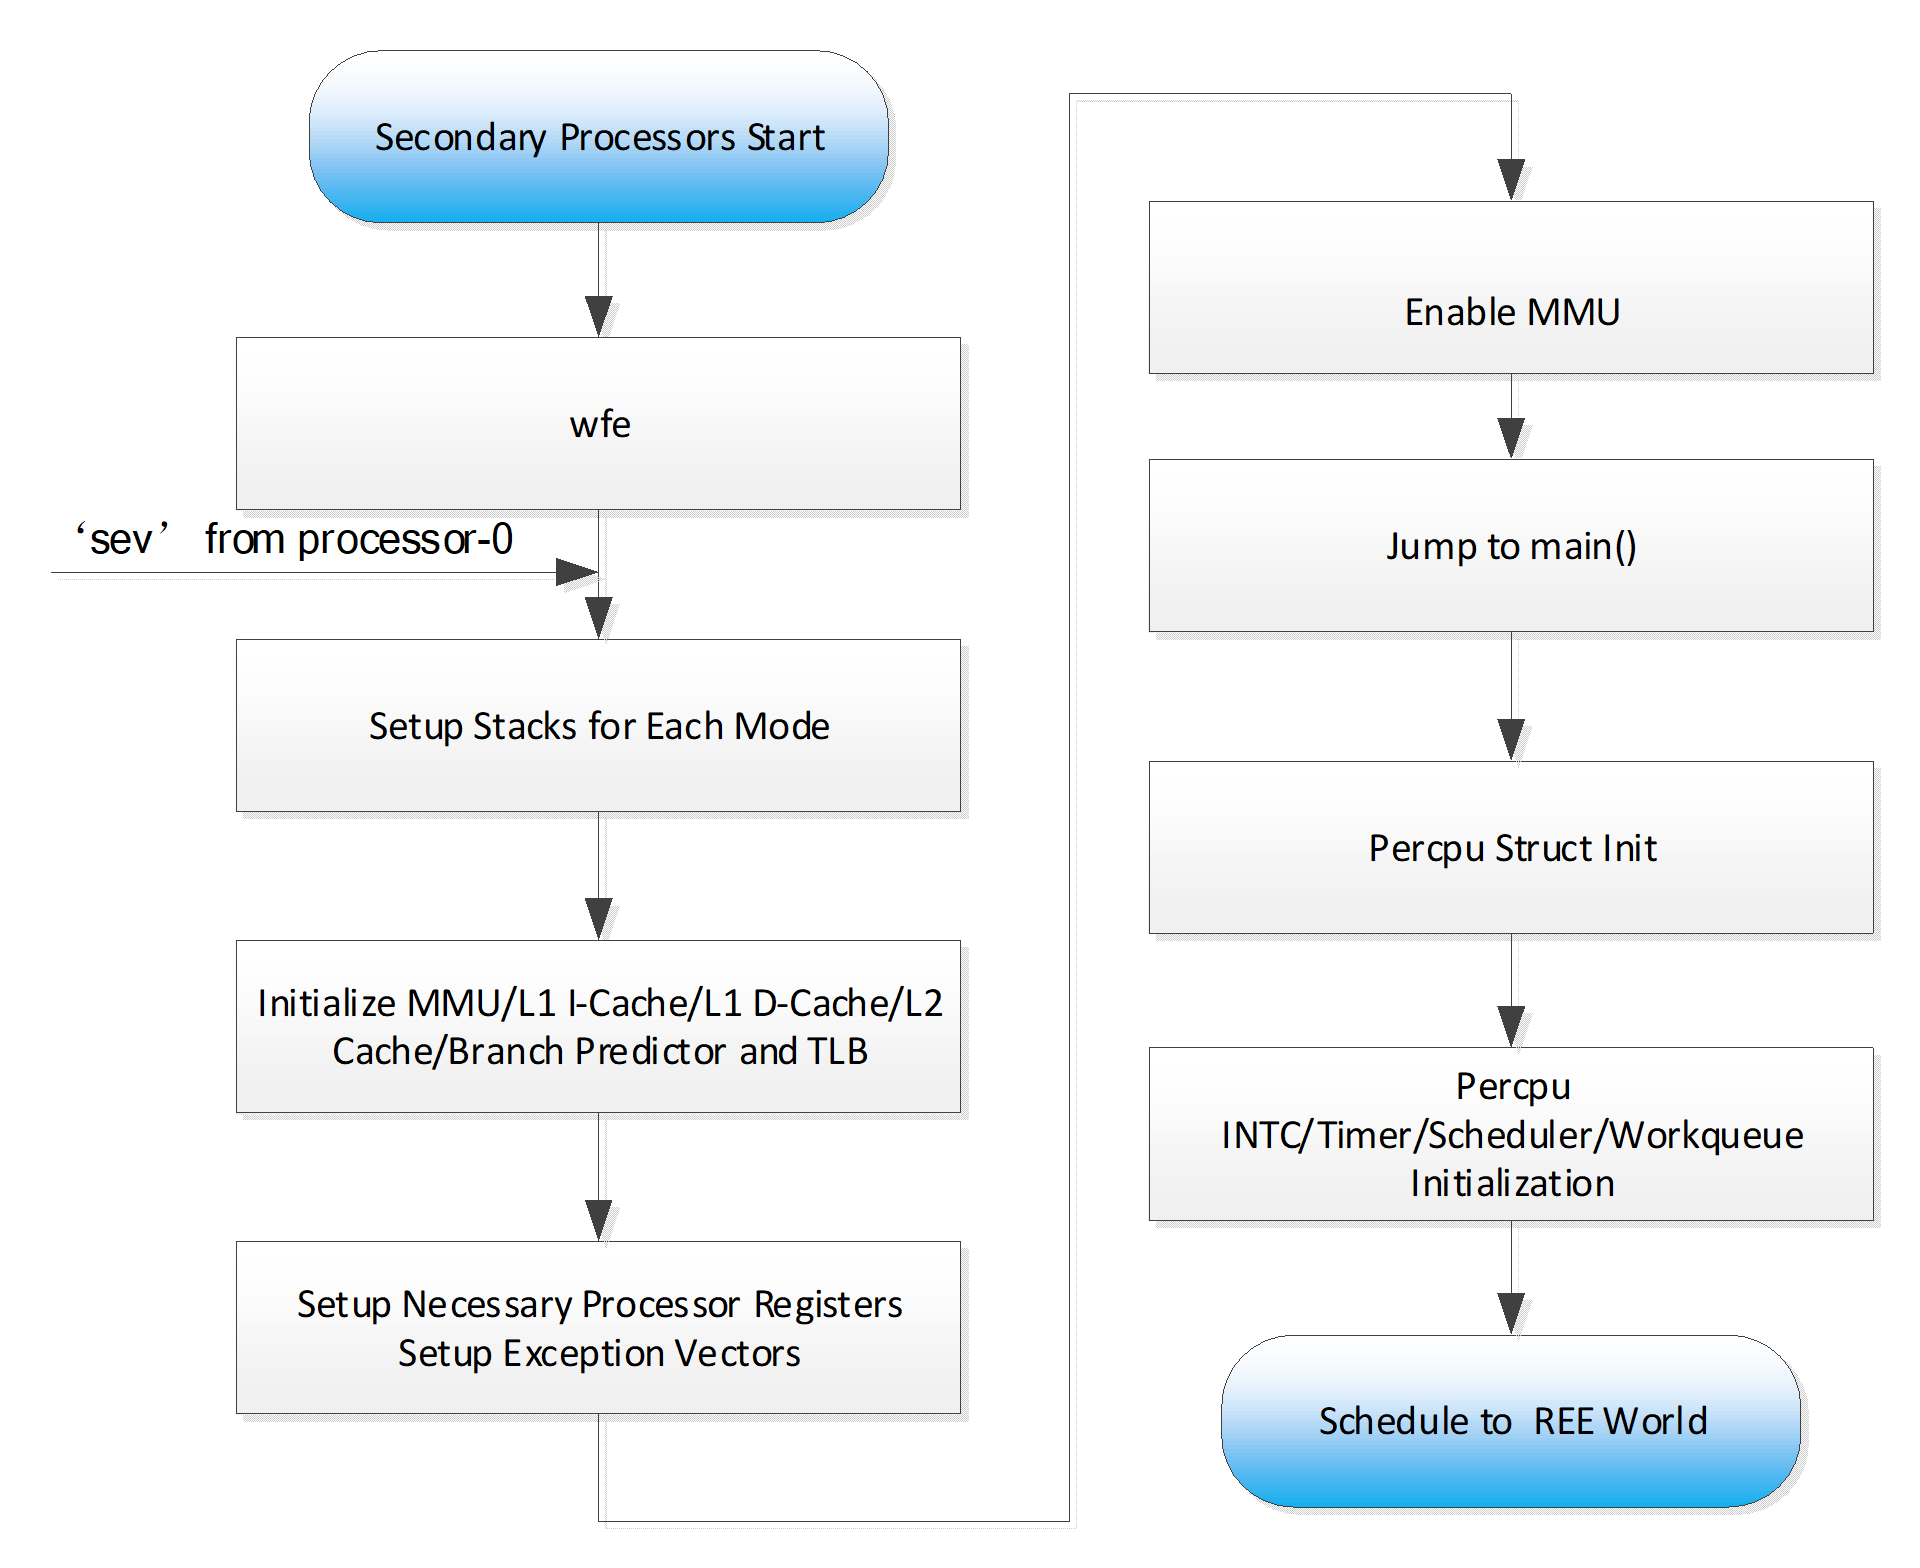 Secondary Processors Start
wfe
‘sev’ from processor-0
Setup Stacks for Each Mode
Initialize MMU/L1 I-Cache/L1 D-Cache/L2
Cache/Branch Predictor and TLB
Setup Necessary Processor Registers
Setup Exception Vectors
Enable MMU
Jump to main()
Percpu Struct Init
Percpu
INTC/Timer/Scheduler/Workqueue
Initialization
Schedule to REE World